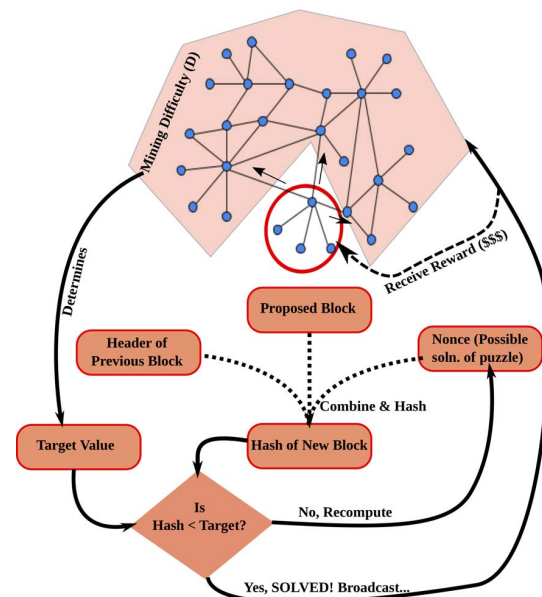 Mining Difficulty (D)
Determines
Receive Reward ($$$)
Proposed Block
Header of
Previous Block
Nonce (Possible
soln. of puzzle)
Combine & Hash
Target Value
Hash of New Block
Is
Hash < Target?
No, Recompute
Yes, SOLVED! Broadcast...